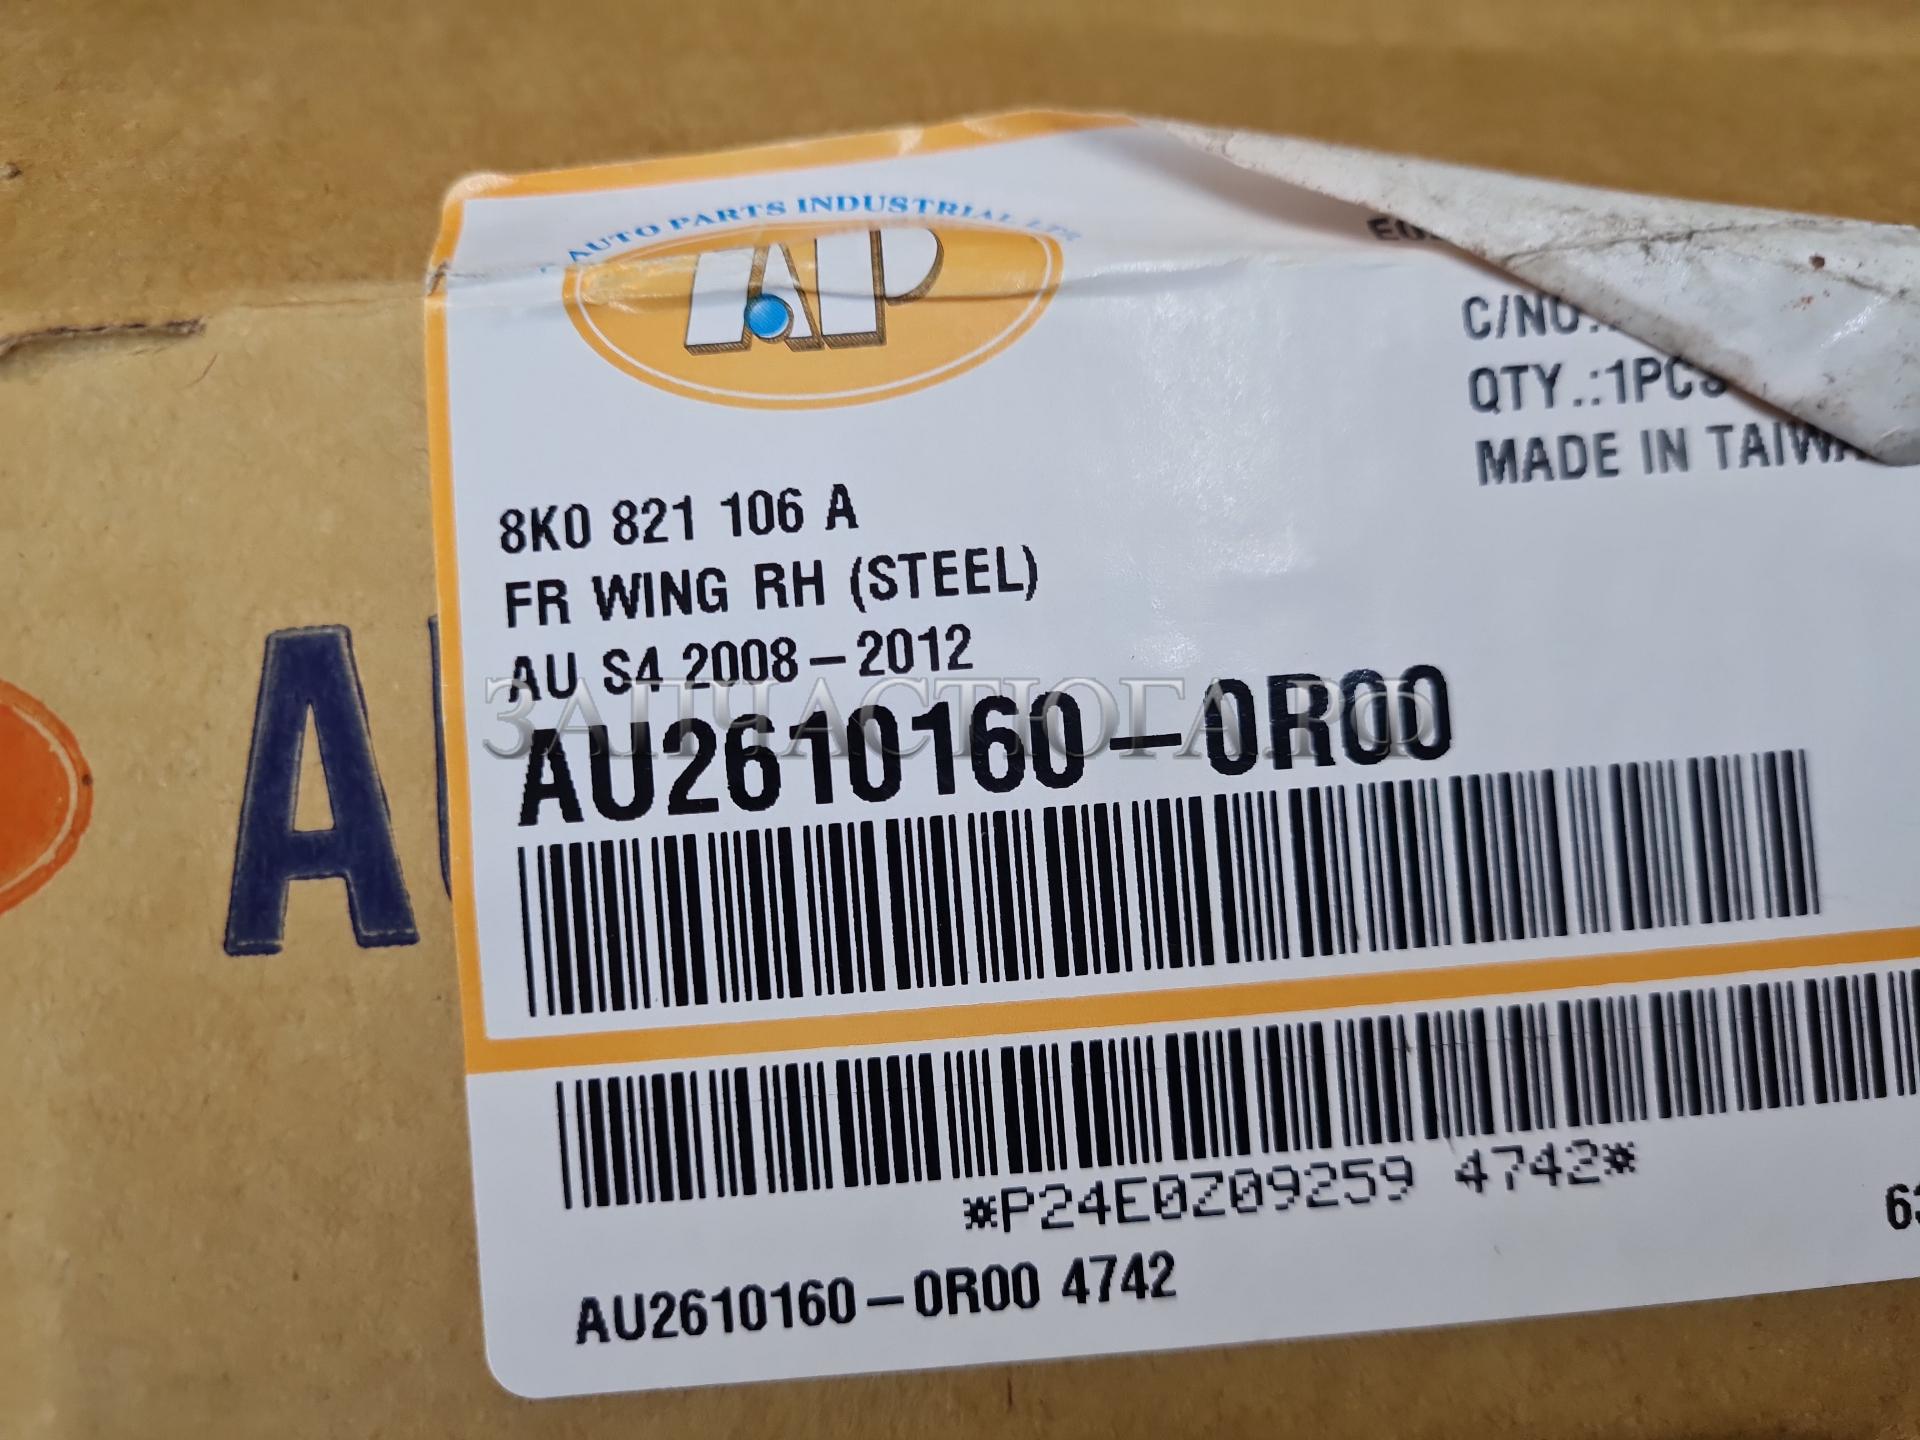 AUTO PARTS INDUSTRIAL LTD
AP
C/NO.:
QTY.:1PCS
MADE IN TAIWAN
8K0 821 106 A
FR WING RH (STEEL)
AU S4 2008-2012
ЗАПЧАСТЮГА.РФ
AU2610160-0R00
*P24E0Z09259 4742*
AU2610160-0R00 4742